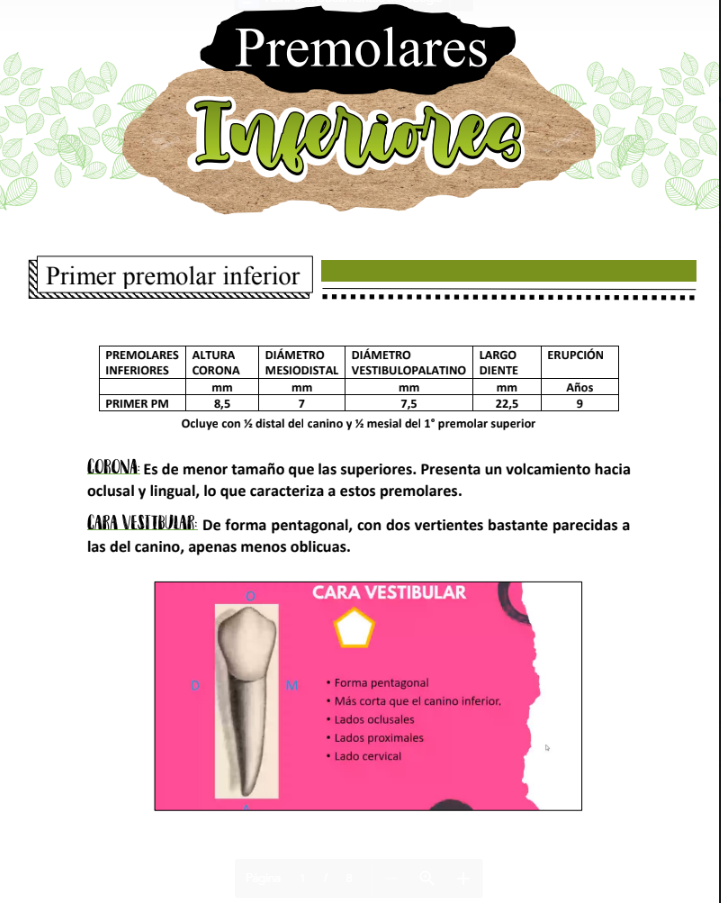 Premolares
Inferiores
Primer premolar inferior
PREMOLARES INFERIORES | ALTURA CORONA | DIÁMETRO MESIODISTAL | DIÁMETRO VESTIBULOPALATINO | LARGO DIENTE | ERUPCIÓN
mm | mm | mm | mm | Años
PRIMER PM | 8,5 | 7 | 7,5 | 22,5 | 9
Ocluye con ½ distal del canino y ½ mesial del 1° premolar superior
CORONA: Es de menor tamaño que las superiores. Presenta un volcamiento hacia
oclusal y lingual, lo que caracteriza a estos premolares.
CARA VESTIBULAR: De forma pentagonal, con dos vertientes bastante parecidas a
las del canino, apenas menos oblicuas.
O
CARA VESTIBULAR
D
M
• Forma pentagonal
• Más corta que el canino inferior.
• Lados oclusales
• Lados proximales
• Lado cervical